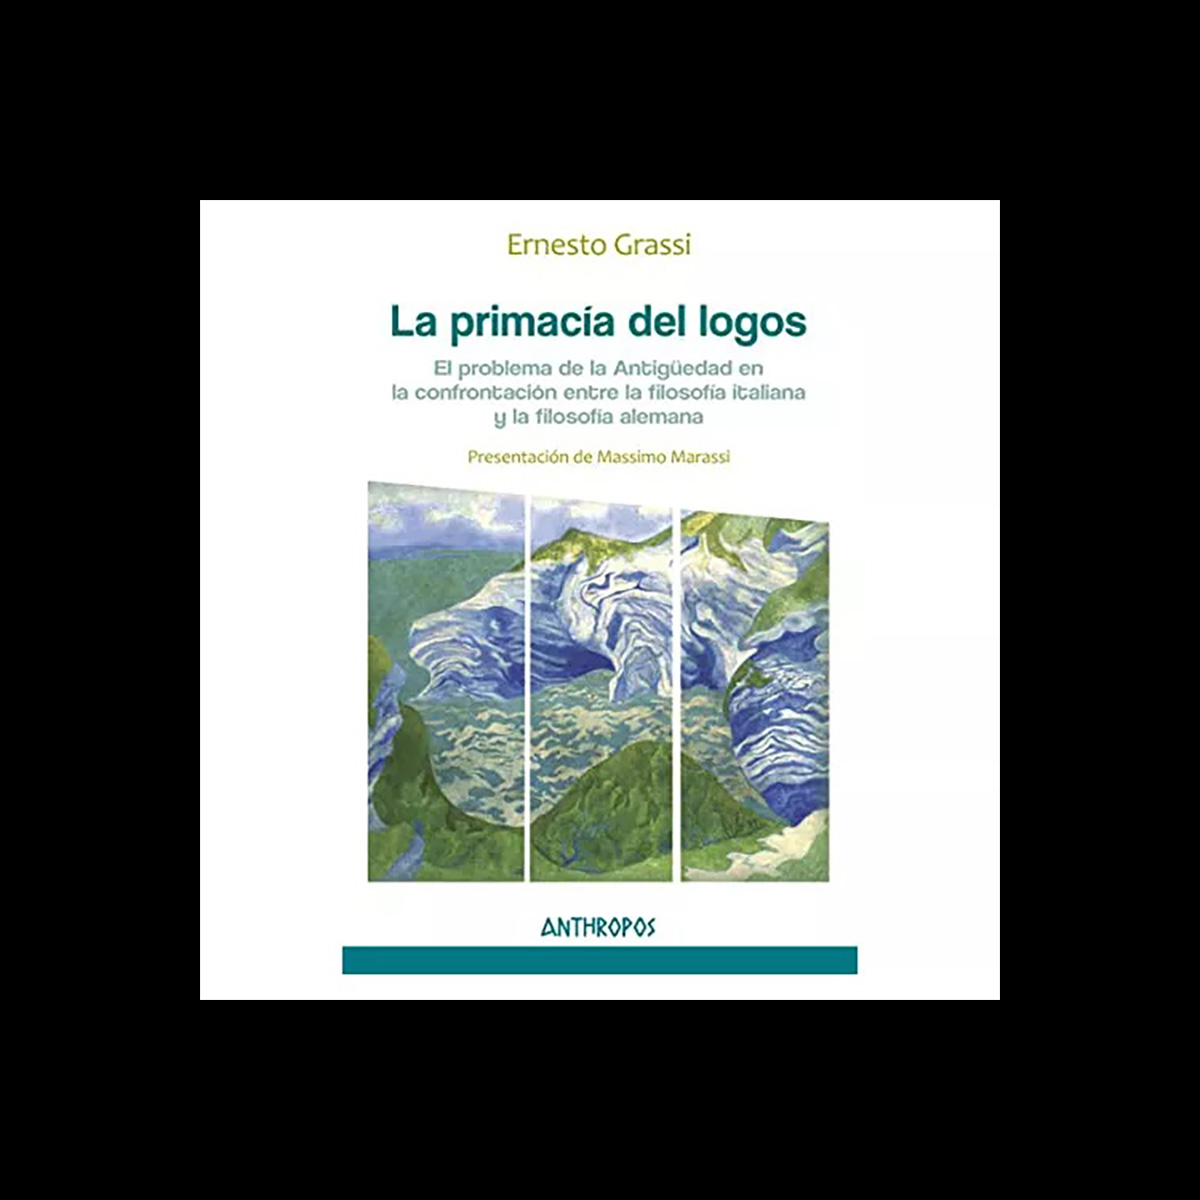 Ernesto Grassi
La primacía del logos
El problema de la Antigüedad en
la confrontación entre la filosofía italiana
y la filosofía alemana
Presentación de Massimo Marassi
ANTHROPOS